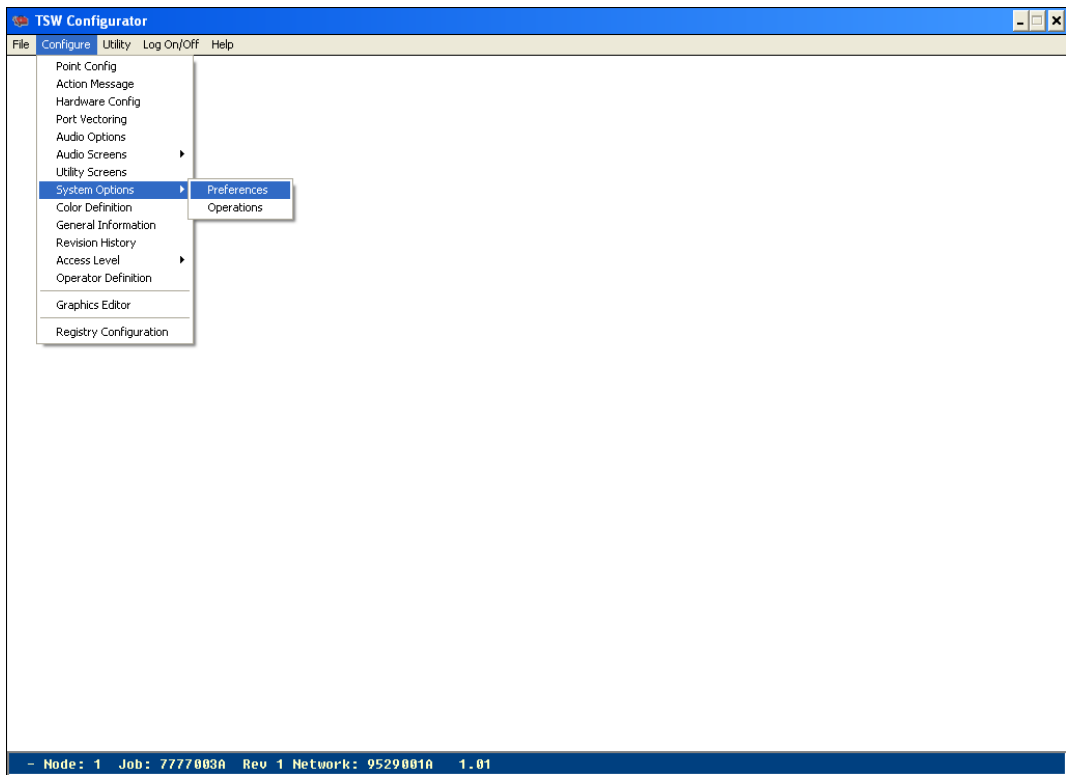 TSW Configurator
File Configure Utility Log On/Off Help
Point Config
Action Message
Hardware Config
Port Vectoring
Audio Options
Audio Screens
Utility Screens
System Options Preferences
Color Definition Operations
General Information
Revision History
Access Level
Operator Definition
Graphics Editor
Registry Configuration
- Node: 1 Job: 7777003A Rev 1 Network: 9529001A 1.01